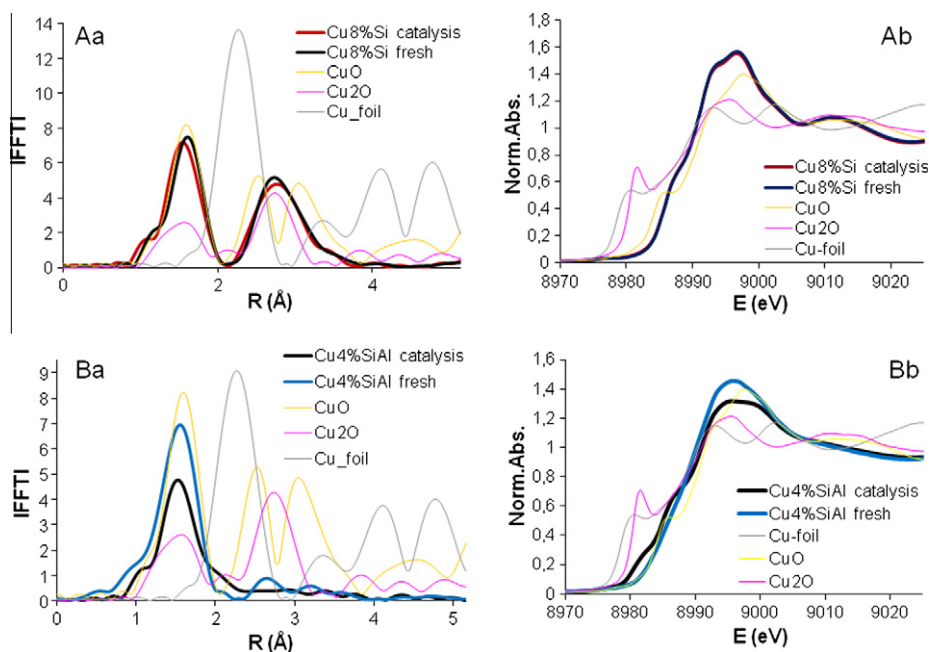 Aa
IFFTI
14
12
10
8
6
4
2
0
0 2 4
R (Å)
Cu8%Si catalysis
Cu8%Si fresh
CuO
Cu2O
Cu_foil
Ab
Norm.Abs.
1,6
1,4
1,2
1
0,8
0,6
0,4
0,2
0
8970 8980 8990 9000 9010 9020
E (eV)
Cu8%Si catalysis
Cu8%Si fresh
CuO
Cu2O
Cu-foil
Ba
IFFTI
9
8
7
6
5
4
3
2
1
0
0 1 2 3 4 5
R (Å)
Cu4%SiAl catalysis
Cu4%SiAl fresh
CuO
Cu2O
Cu_foil
Bb
Norm.Abs.
1,6
1,4
1,2
1
0,8
0,6
0,4
0,2
0
8970 8980 8990 9000 9010 9020
E (eV)
Cu4%SiAl catalysis
Cu4%SiAl fresh
Cu-foil
CuO
Cu2O